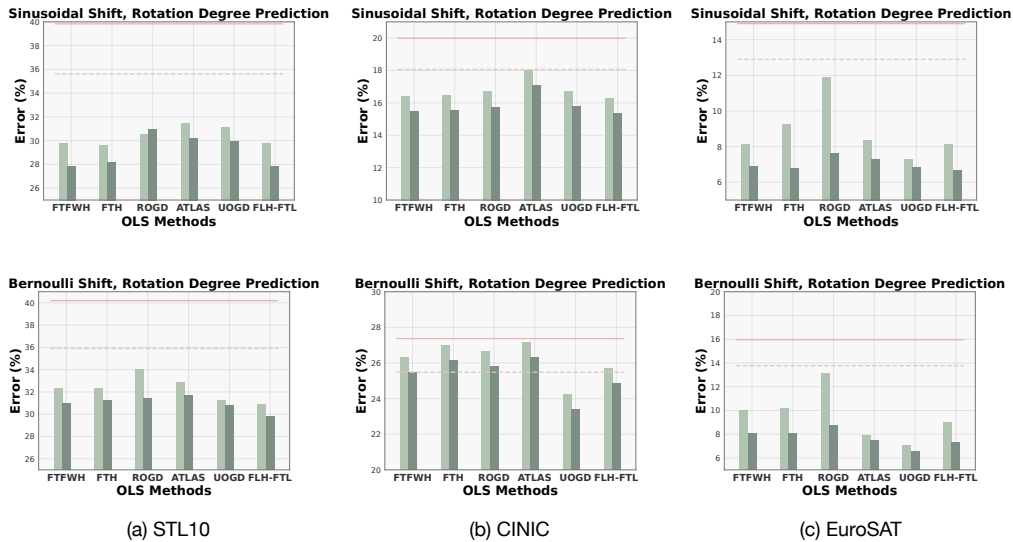 Sinusoidal Shift, Rotation Degree Prediction
Error (%)
40
38
36
34
32
30
28
26
FTFWH FTH ROGD ATLAS UOGD FLH-FTL
OLS Methods
Sinusoidal Shift, Rotation Degree Prediction
Error (%)
20
18
16
14
12
10
FTFWH FTH ROGD ATLAS UOGD FLH-FTL
OLS Methods
Sinusoidal Shift, Rotation Degree Prediction
Error (%)
14
12
10
8
6
FTFWH FTH ROGD ATLAS UOGD FLH-FTL
OLS Methods
Bernoulli Shift, Rotation Degree Prediction
Error (%)
40
38
36
34
32
30
28
26
FTFWH FTH ROGD ATLAS UOGD FLH-FTL
OLS Methods
Bernoulli Shift, Rotation Degree Prediction
Error (%)
30
28
26
24
22
20
FTFWH FTH ROGD ATLAS UOGD FLH-FTL
OLS Methods
Bernoulli Shift, Rotation Degree Prediction
Error (%)
20
18
16
14
12
10
8
6
FTFWH FTH ROGD ATLAS UOGD FLH-FTL
OLS Methods
(a) STL10
(b) CINIC
(c) EuroSAT